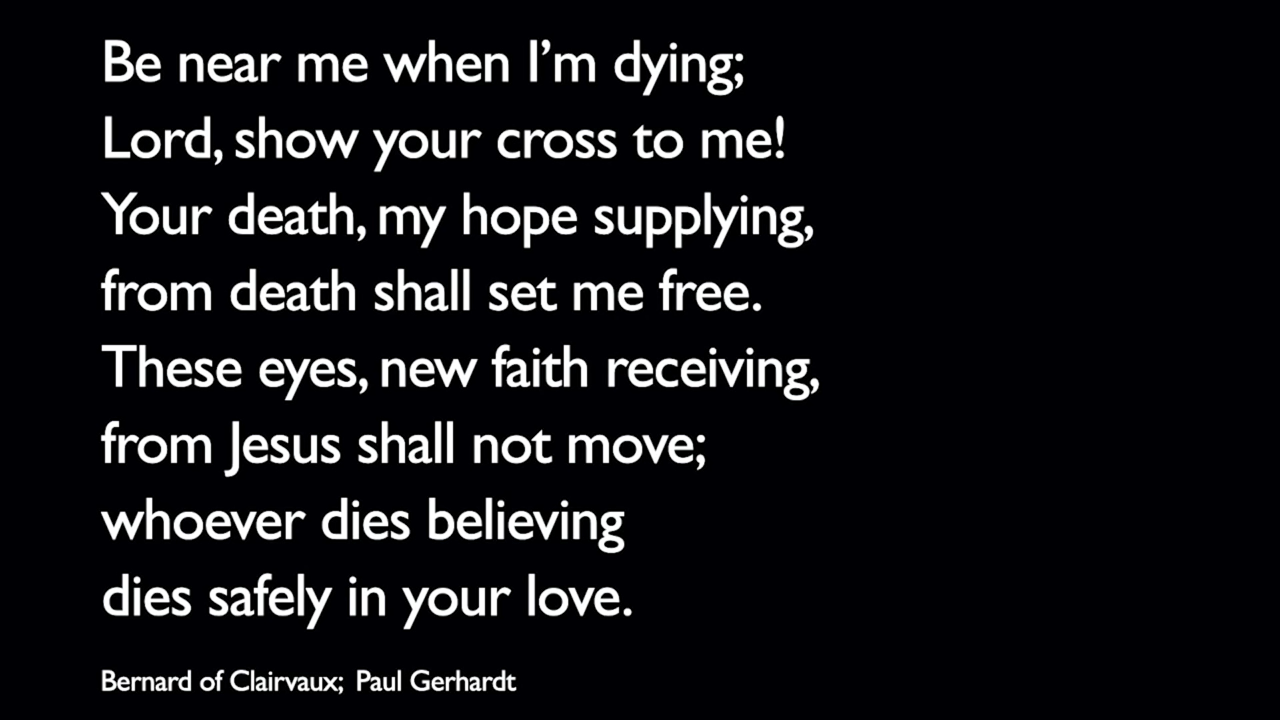 Be near me when I’m dying;
Lord, show your cross to me!
Your death, my hope supplying,
from death shall set me free.
These eyes, new faith receiving,
from Jesus shall not move;
whoever dies believing
dies safely in your love.
Bernard of Clairvaux; Paul Gerhardt